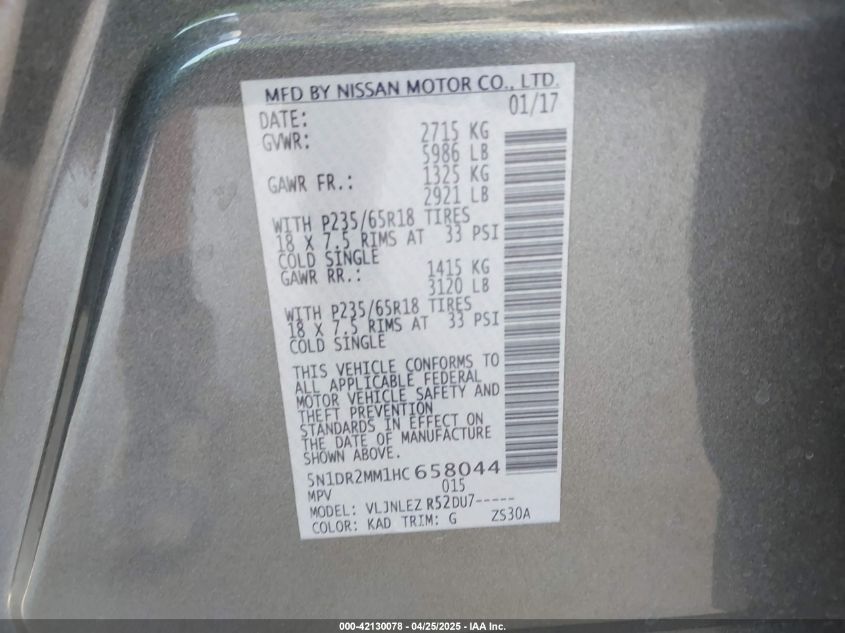 MFD BY NISSAN MOTOR CO., LTD.
DATE: 01/17
GVWR: 2715 KG
5986 LB
GAWR FR.: 1325 KG
2921 LB
WITH P235/65R18 TIRES
18 X 7.5 RIMS AT 33 PSI
COLD SINGLE
GAWR RR.: 1415 KG
3120 LB
WITH P235/65R18 TIRES
18 X 7.5 RIMS AT 33 PSI
COLD SINGLE
THIS VEHICLE CONFORMS TO
ALL APPLICABLE FEDERAL
MOTOR VEHICLE SAFETY AND
THEFT PREVENTION
STANDARDS IN EFFECT ON
THE DATE OF MANUFACTURE
SHOWN ABOVE.
5N1DR2MM1HC 658044
MPV 015
MODEL: VLJNLEZ R52DU7-----
COLOR: KAD TRIM: G ZS30A
000-42130078 - 04/25/2025 - IAA Inc.